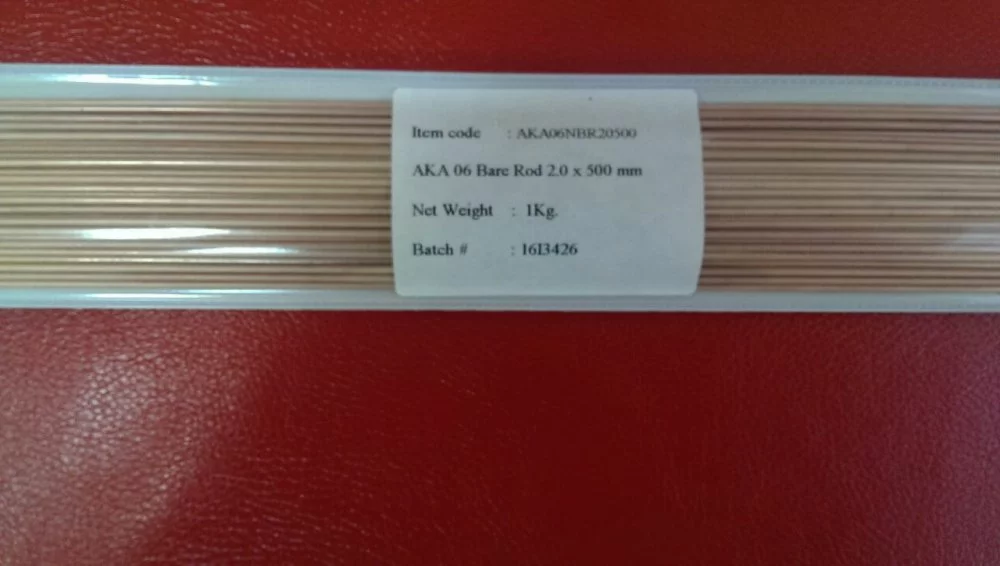 Item code : AKA06NBR20500
AKA 06 Bare Rod 2.0 x 500 mm
Net Weight : 1Kg.
Batch # : 16I3426